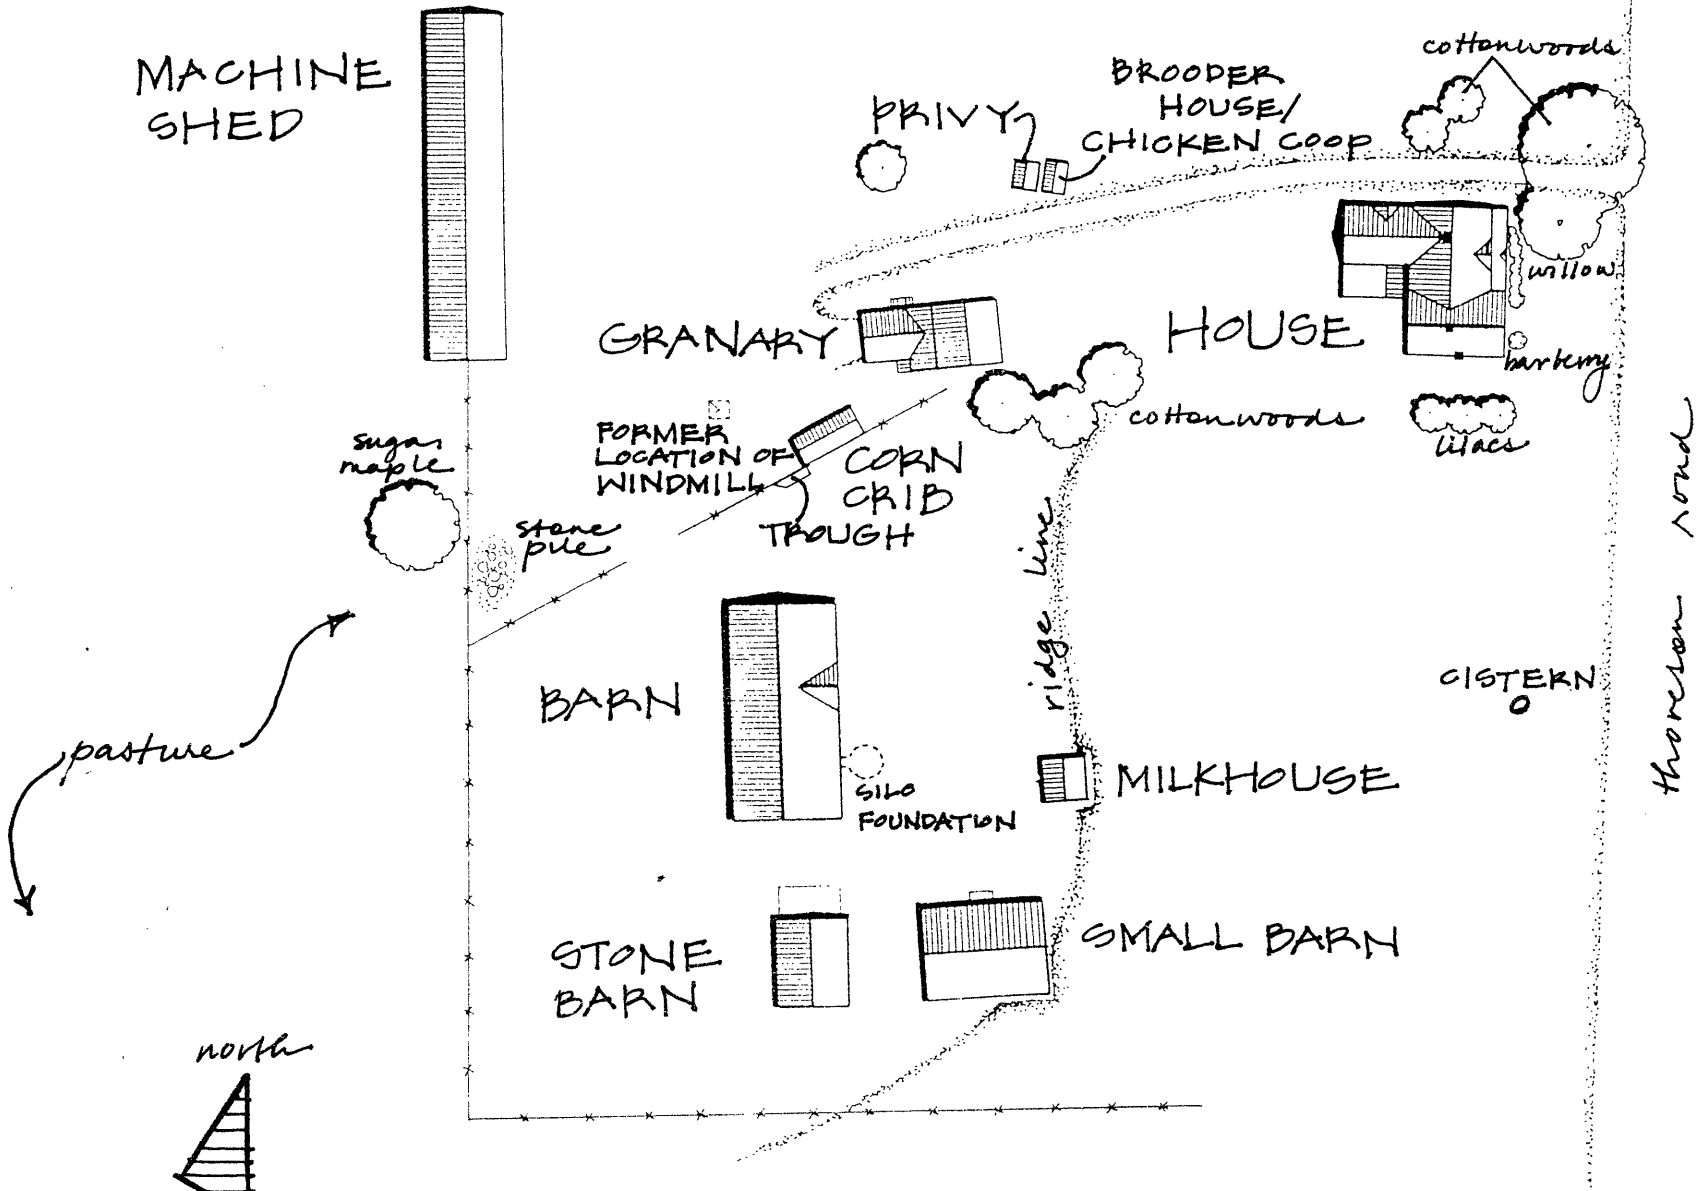 cottonwoods
MACHINE
SHED
BROODER
HOUSE/
CHICKEN COOP
PRIVY
willow
GRANARY
HOUSE
barberry
cottonwoods
lilacs
sugar
maple
FORMER
LOCATION OF
WINDMILL
CORN
CRIB
TROUGH
stone
pile
ridge line
thoreson road
BARN
CISTERN
pasture
SILO
FOUNDATION
MILKHOUSE
STONE
BARN
SMALL BARN
north